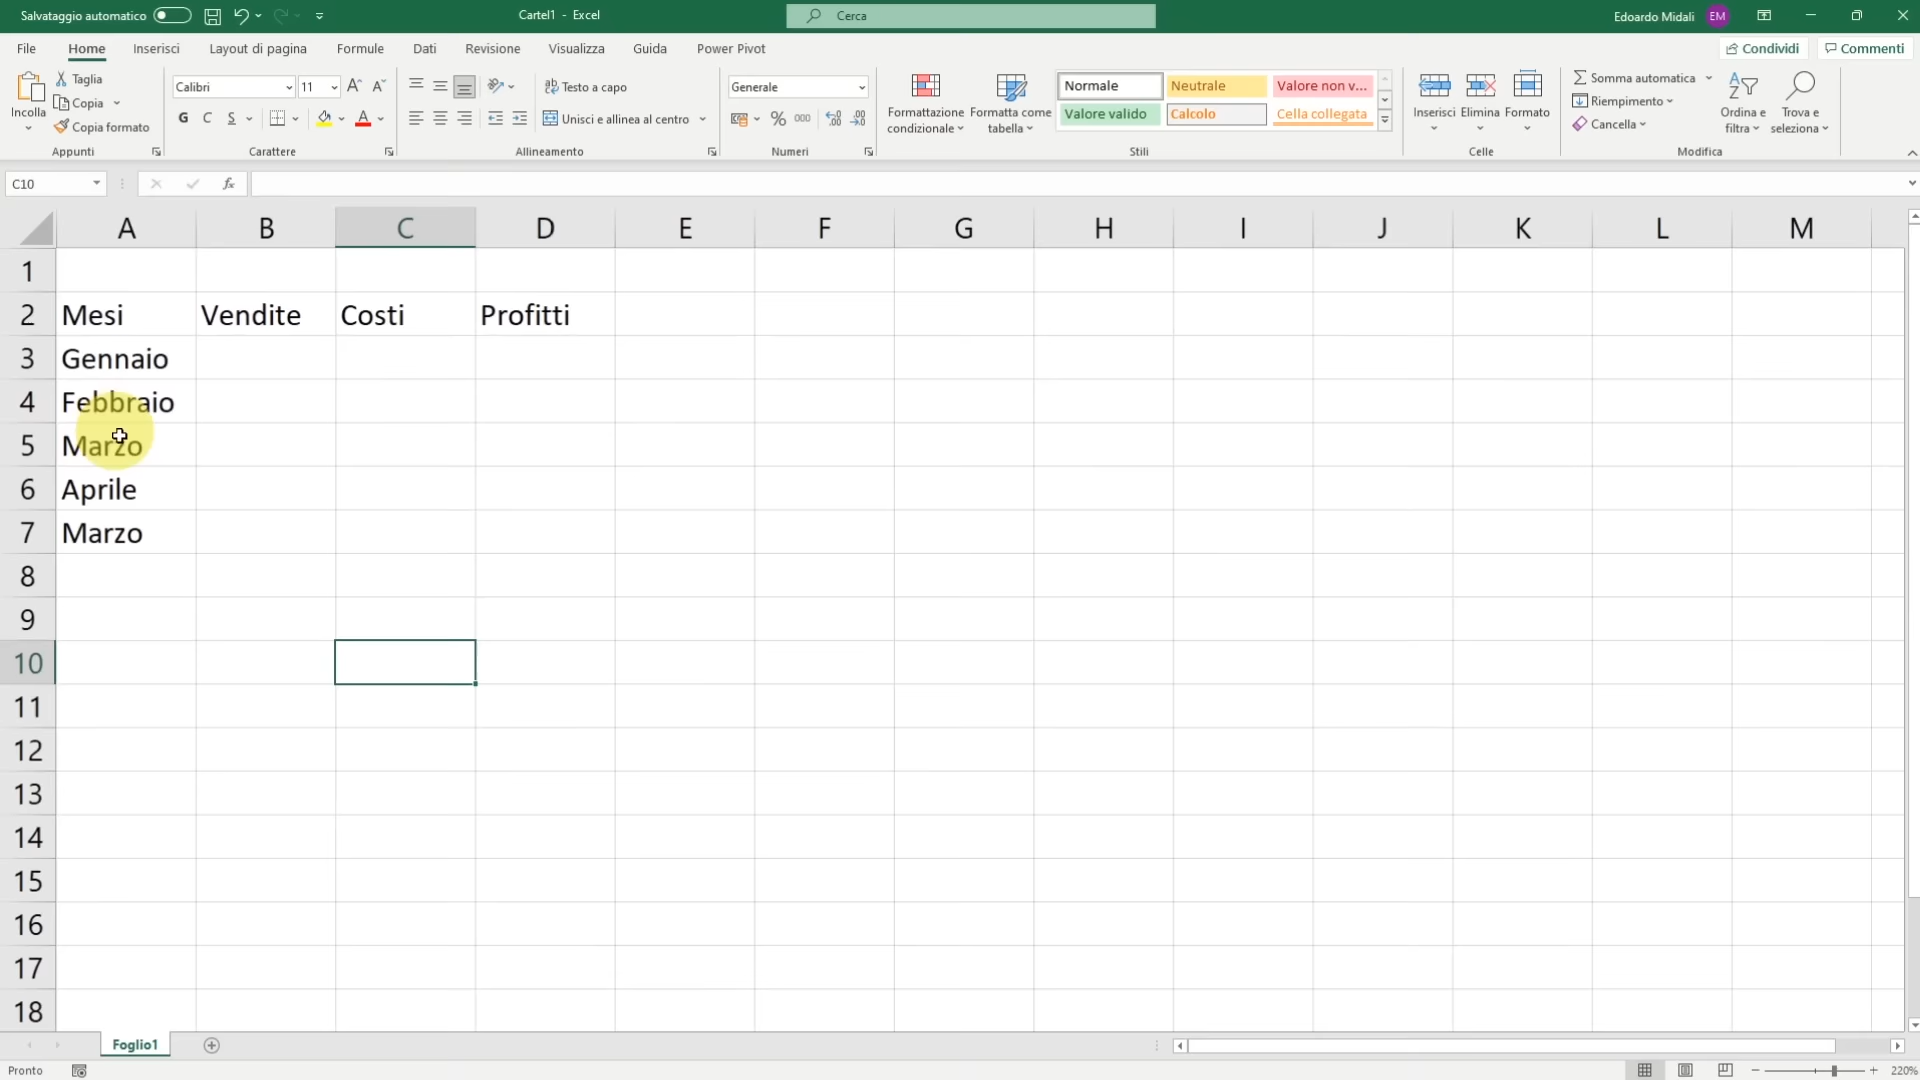 Salvataggio automatico
Cartel1 - Excel
Cerca
Edoardo Midali EM
File Home Inserisci Layout di pagina Formule Dati Revisione Visualizza Guida Power Pivot
Condividi Commenti
Incolla
Taglia
Copia
Copia formato
Appunti
Calibri 11
G C S
Carattere
Testo a capo
Unisci e allinea al centro
Allineamento
Generale
% 000
Numeri
Formattazione condizionale
Formatta come tabella
Normale Neutrale Valore non v...
Valore valido Calcolo Cella collegata
Stili
Inserisci Elimina Formato
Celle
Somma automatica
Riempimento
Cancella
Ordina e filtra
Trova e seleziona
Modifica
C10 fx
A B C D E F G H I J K L M
1
2 Mesi Vendite Costi Profitti
3 Gennaio
4 Febbraio
5 Marzo
6 Aprile
7 Marzo
8
9
10
11
12
13
14
15
16
17
18
Foglio1
Pronto
220%